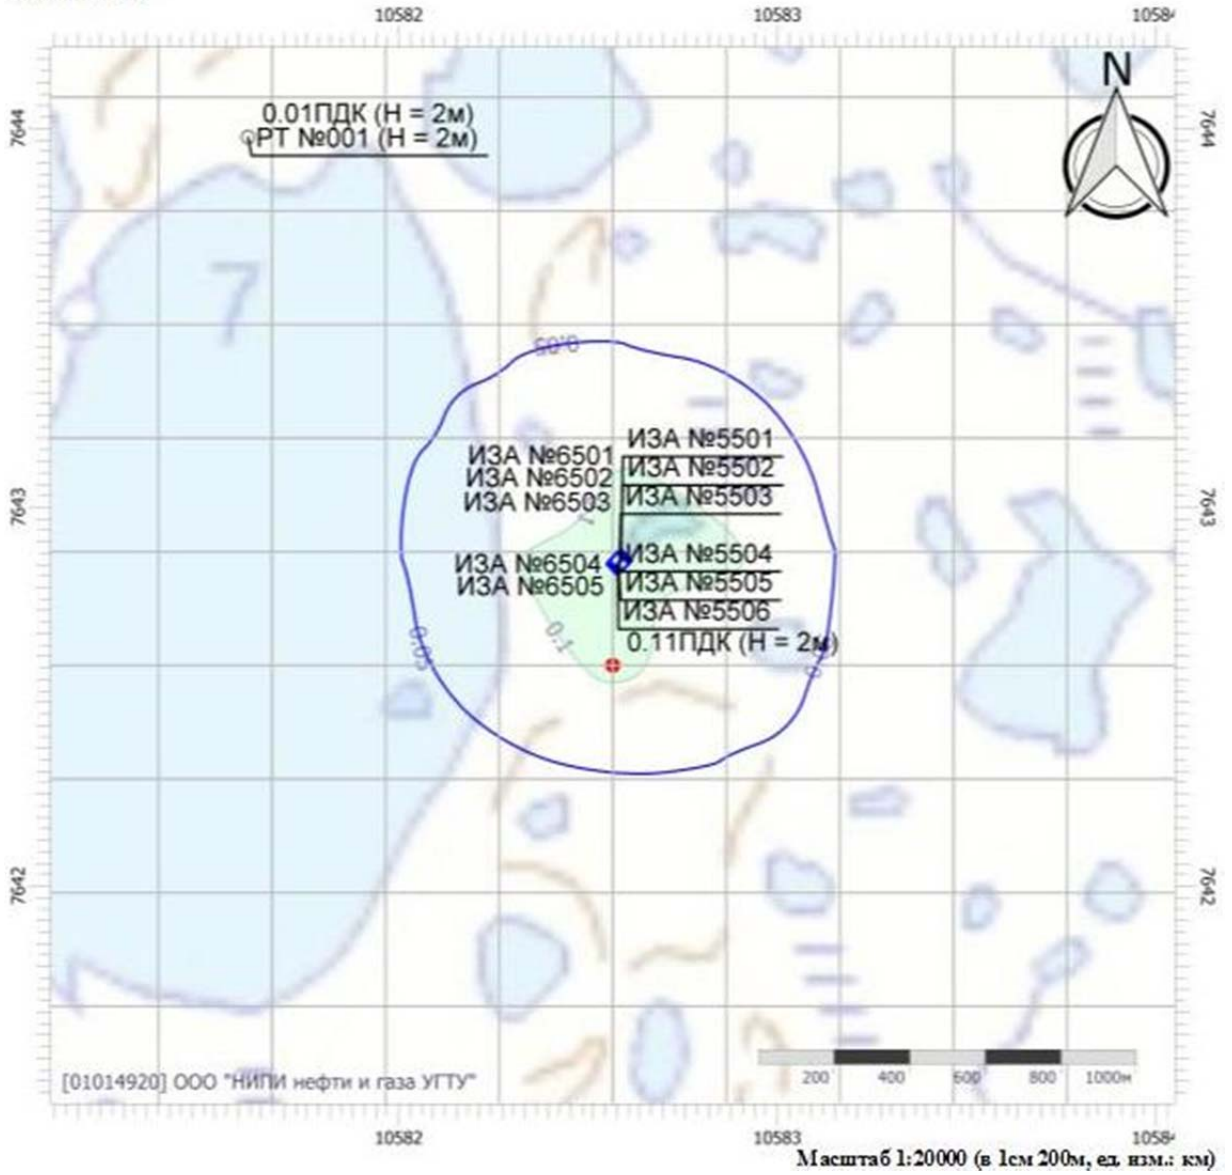 10582 10583 1058
N
7644 7644
0.01ПДК (Н = 2м)
РТ №001 (Н = 2м)
7
0.05
ИЗА №5501
ИЗА №6501
ИЗА №5502
ИЗА №6502
ИЗА №5503
ИЗА №6503
7643 7643
ИЗА №5504
ИЗА №6504
ИЗА №5505
ИЗА №6505
ИЗА №5506
0.1
0.11ПДК (Н = 2м)
0.05
7642 7642
200 400 600 800 1000м
[01014920] ООО "НИПИ нефти и газа УГТУ"
10582 10583 1058
Масштаб 1:20000 (в 1см 200м, ед. изм.: км)